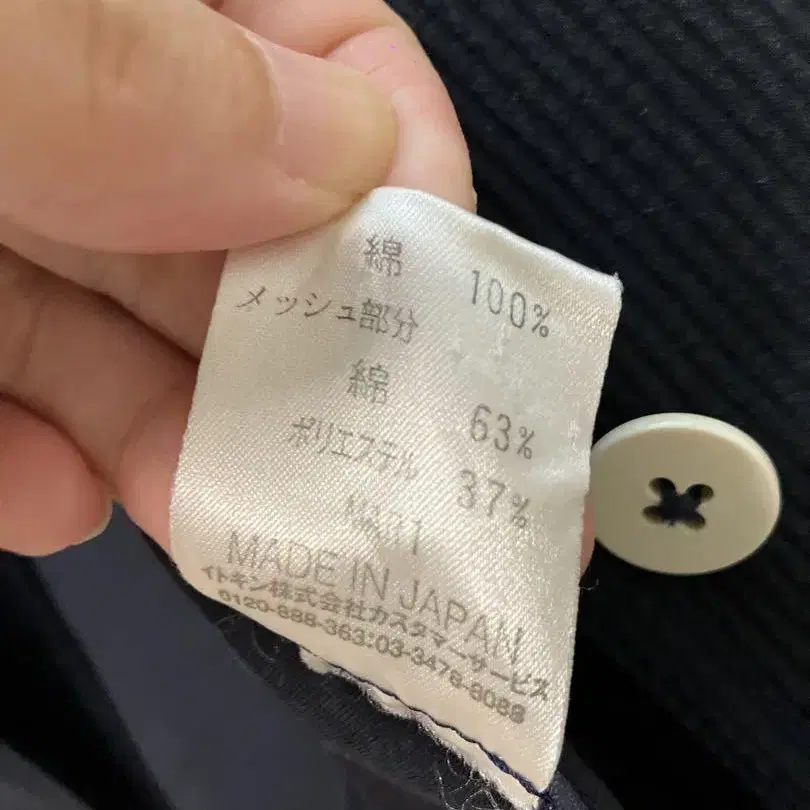 綿 100%
メッシュ部分
綿 63%
ポリエステル 37%
MADE IN JAPAN
イトキン株式会社カスタマーサービス
0120-888-363:03-3478-8088